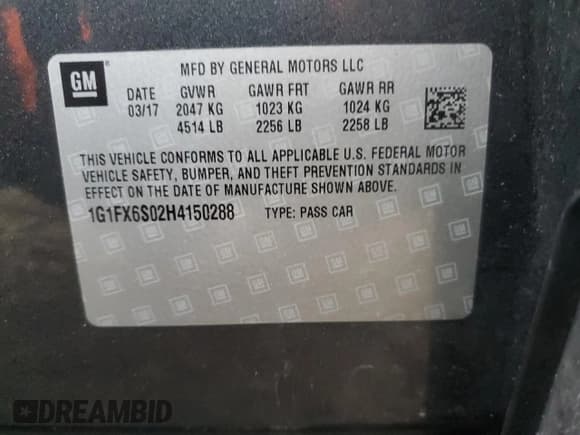 GM
®
MFD BY GENERAL MOTORS LLC
DATE GVWR GAWR FRT GAWR RR
03/17 2047 KG 1023 KG 1024 KG
4514 LB 2256 LB 2258 LB
THIS VEHICLE CONFORMS TO ALL APPLICABLE U.S. FEDERAL MOTOR
VEHICLE SAFETY, BUMPER, AND THEFT PREVENTION STANDARDS IN
EFFECT ON THE DATE OF MANUFACTURE SHOWN ABOVE.
1G1FX6S02H4150288 TYPE: PASS CAR
DREAMBID